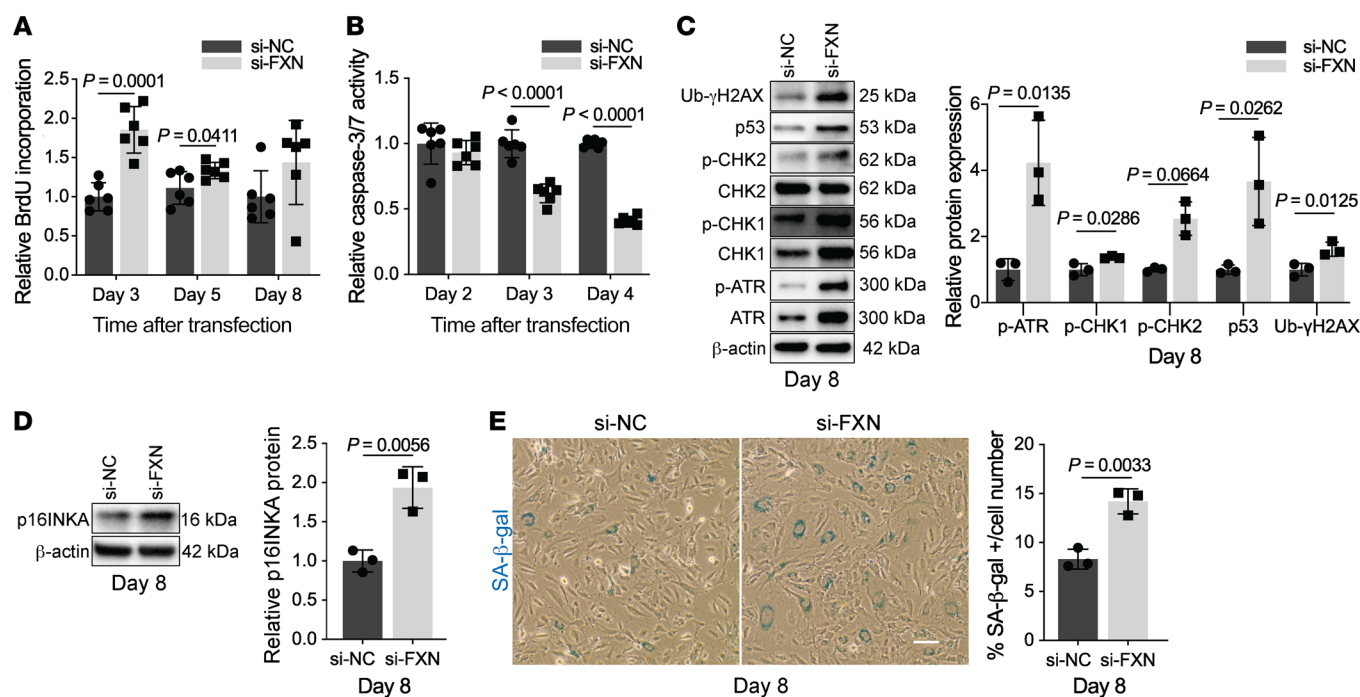 A
si-NC
si-FXN
Relative BrdU incorporation
2.5
2.0
1.5
1.0
0.5
0.0
P = 0.0001
P = 0.0411
Day 3
Day 5
Day 8
Time after transfection
B
si-NC
si-FXN
Relative caspase-3/7 activity
1.5
1.0
0.5
0.0
P < 0.0001
P < 0.0001
Day 2
Day 3
Day 4
Time after transfection
C
si-NC
si-FXN
Ub-γH2AX 25 kDa
p53 53 kDa
p-CHK2 62 kDa
CHK2 62 kDa
p-CHK1 56 kDa
CHK1 56 kDa
p-ATR 300 kDa
ATR 300 kDa
β-actin 42 kDa
Day 8
si-NC
si-FXN
Relative protein expression
6
4
2
0
P = 0.0135
P = 0.0286
P = 0.0664
P = 0.0262
P = 0.0125
p-ATR
p-CHK1
p-CHK2
p53
Ub-γH2AX
Day 8
D
si-NC
si-FXN
p16INKA 16 kDa
β-actin 42 kDa
Day 8
Relative p16INKA protein
2.5
2.0
1.5
1.0
0.5
0.0
P = 0.0056
si-NC
si-FXN
Day 8
E
si-NC
si-FXN
SA-β-gal
Day 8
% SA-β-gal +/cell number
20
15
10
5
0
P = 0.0033
si-NC
si-FXN
Day 8